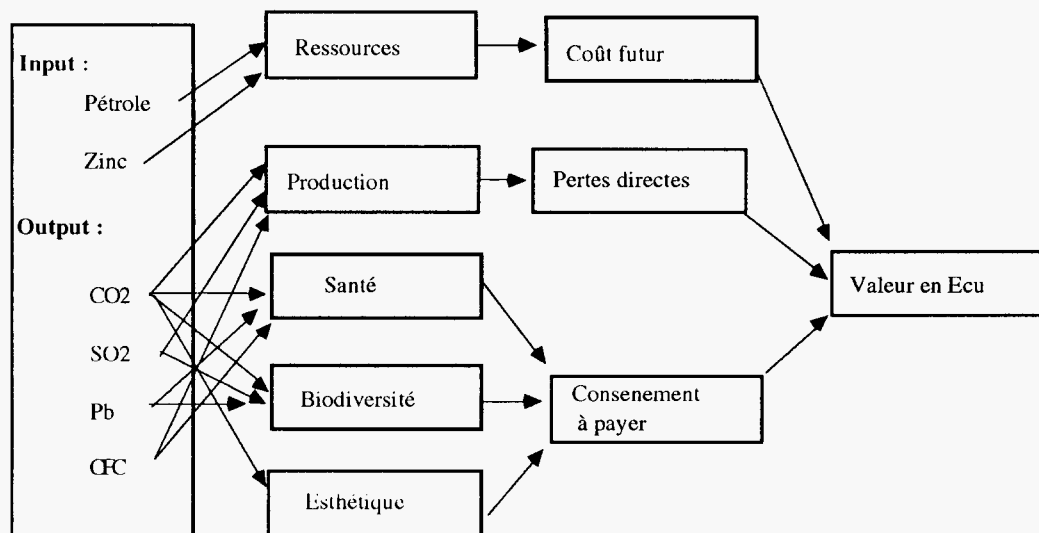 Input :
Pétrole
Zinc
Output :
CO2
SO2
Pb
CFC
Ressources
Production
Santé
Biodiversité
Esthétique
Coût futur
Pertes directes
Consenement
à payer
Valeur en Ecu